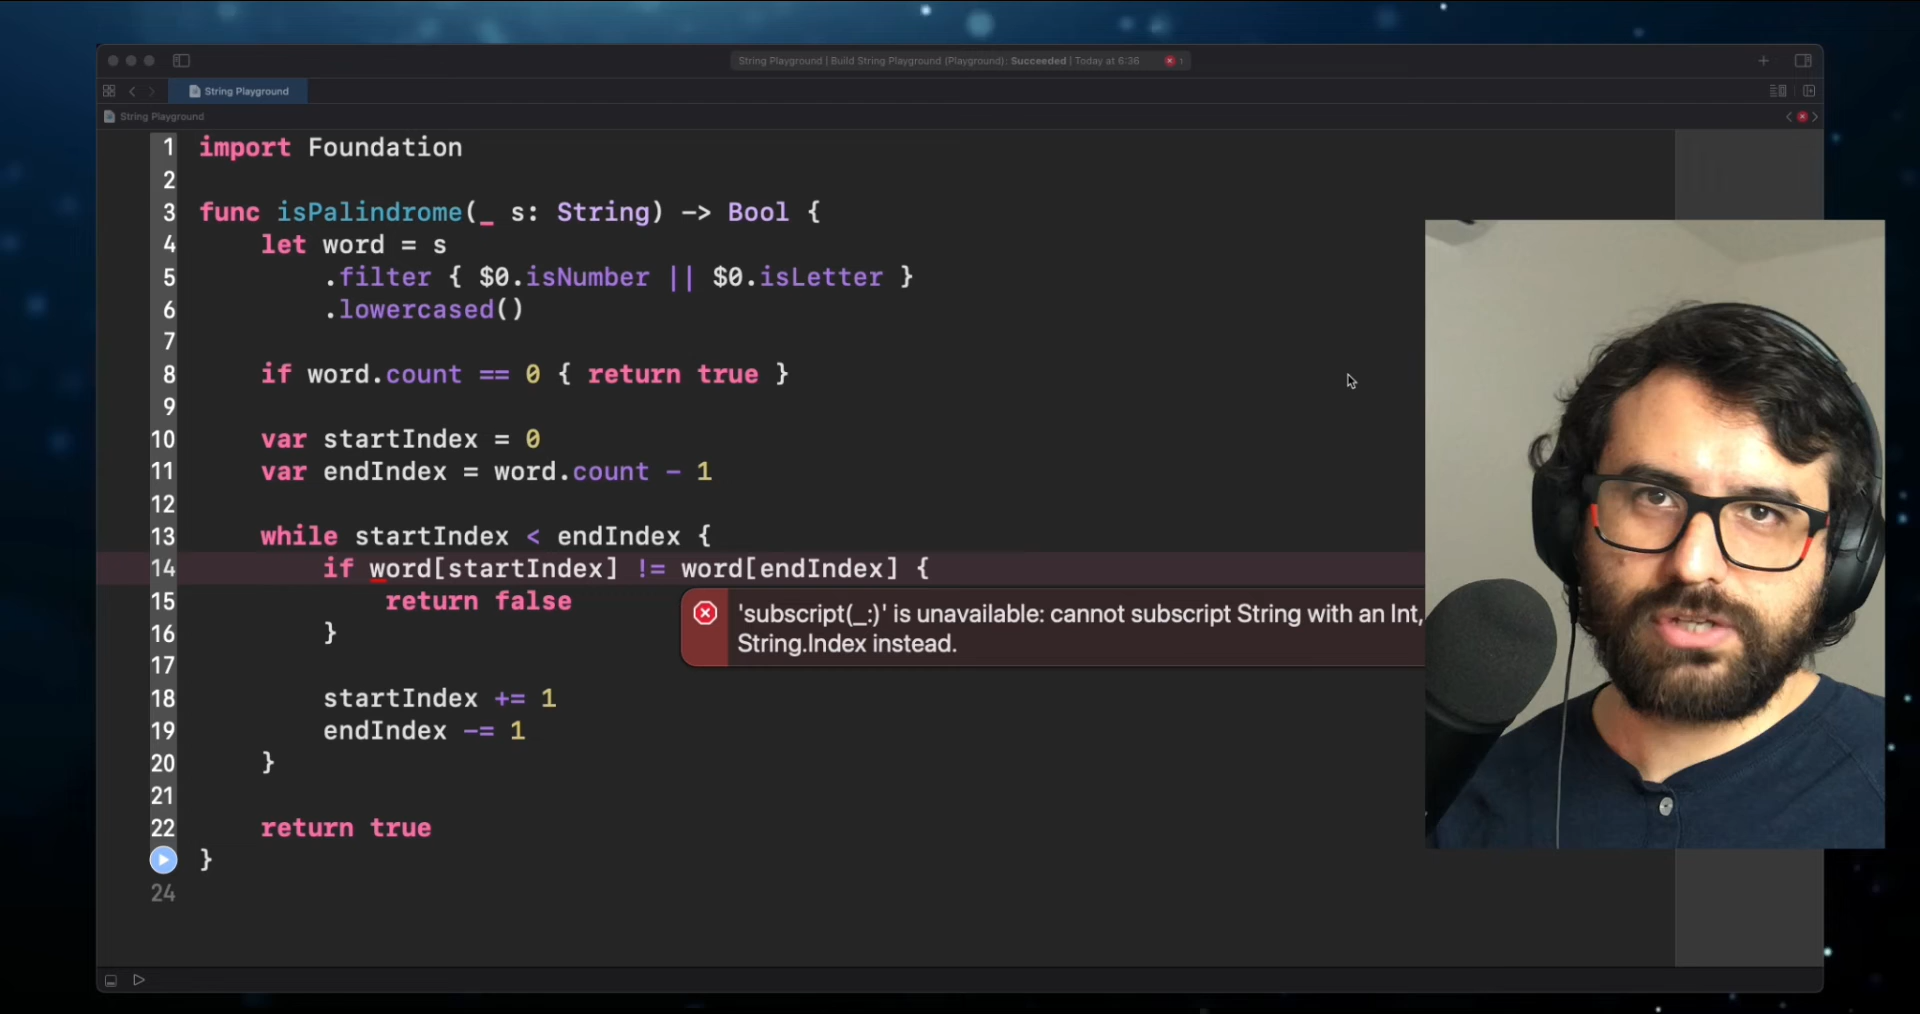 String Playground | Build String Playground (Playground): Succeeded | Today at 6:36 1
String Playground
String Playground
1 import Foundation
2
3 func isPalindrome(_ s: String) -> Bool {
4 let word = s
5 .filter { $0.isNumber || $0.isLetter }
6 .lowercased()
7
8 if word.count == 0 { return true }
9
10 var startIndex = 0
11 var endIndex = word.count - 1
12
13 while startIndex < endIndex {
14 if word[startIndex] != word[endIndex] {
'subscript(_:)' is unavailable: cannot subscript String with an Int,
String.Index instead.
15 return false
16 }
17
18 startIndex += 1
19 endIndex -= 1
20 }
21
22 return true
}
24